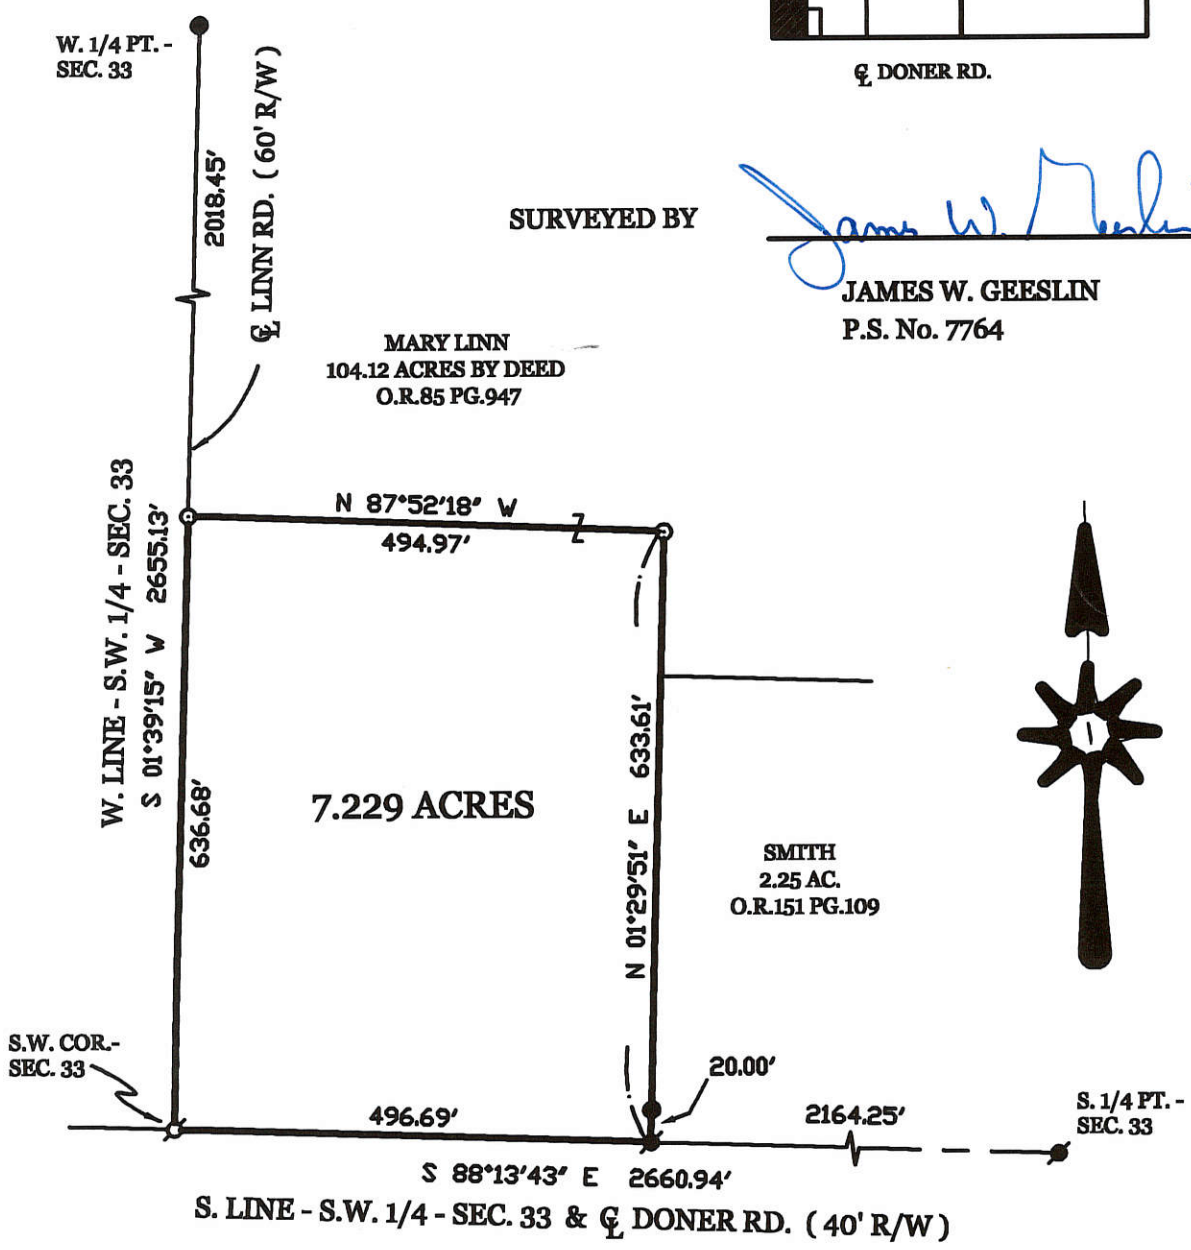 W. 1/4 PT. -
SEC. 33
℄ DONER RD.
2018.45'
℄ LINN RD. ( 60' R/W )
SURVEYED BY
James W. Geeslin
JAMES W. GEESLIN
P.S. No. 7764
MARY LINN
104.12 ACRES BY DEED
O.R.85 PG.947
W. LINE - S.W. 1/4 - SEC. 33
S 01°39'15" W 2655.13'
636.68'
N 87°52'18" W
494.97'
7.229 ACRES
N 01°29'51" E 633.61'
SMITH
2.25 AC.
O.R.151 PG.109
S.W. COR.-
SEC. 33
20.00'
496.69'
2164.25'
S. 1/4 PT. -
SEC. 33
S 88°13'43" E 2660.94'
S. LINE - S.W. 1/4 - SEC. 33 & ℄ DONER RD. ( 40' R/W )